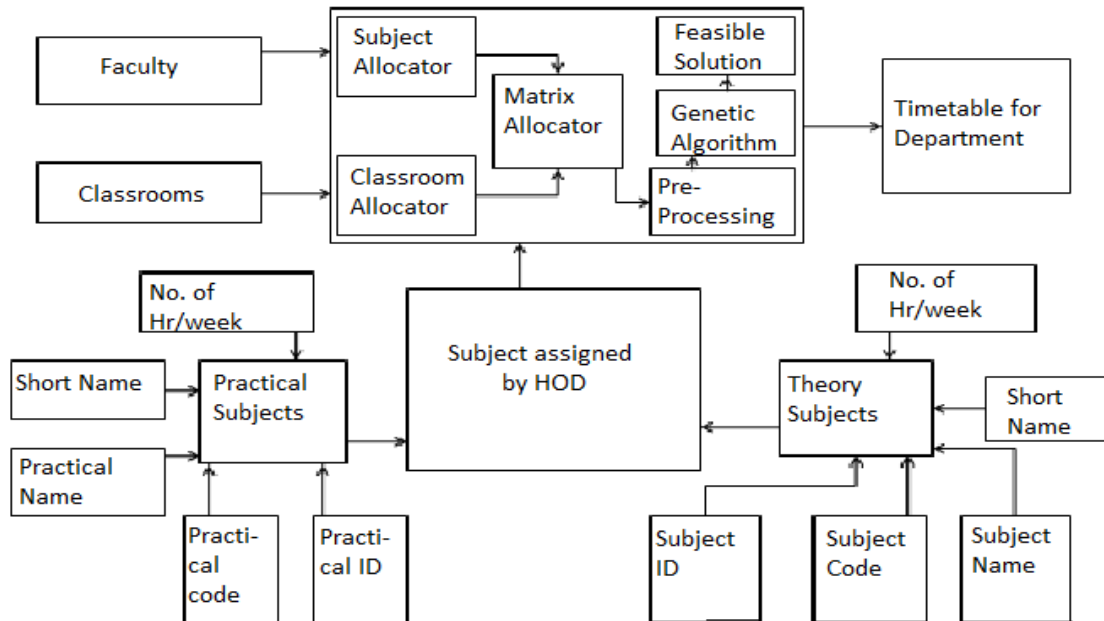 Faculty
Subject
Allocator
Feasible
Solution
Matrix
Allocator
Genetic
Algorithm
Timetable for
Department
Classrooms
Classroom
Allocator
Pre-
Processing
No. of
Hr/week
No. of
Hr/week
Short Name
Practical
Subjects
Subject assigned
by HOD
Theory
Subjects
Short
Name
Practical
Name
Practi-
cal
code
Practi-
cal ID
Subject
ID
Subject
Code
Subject
Name